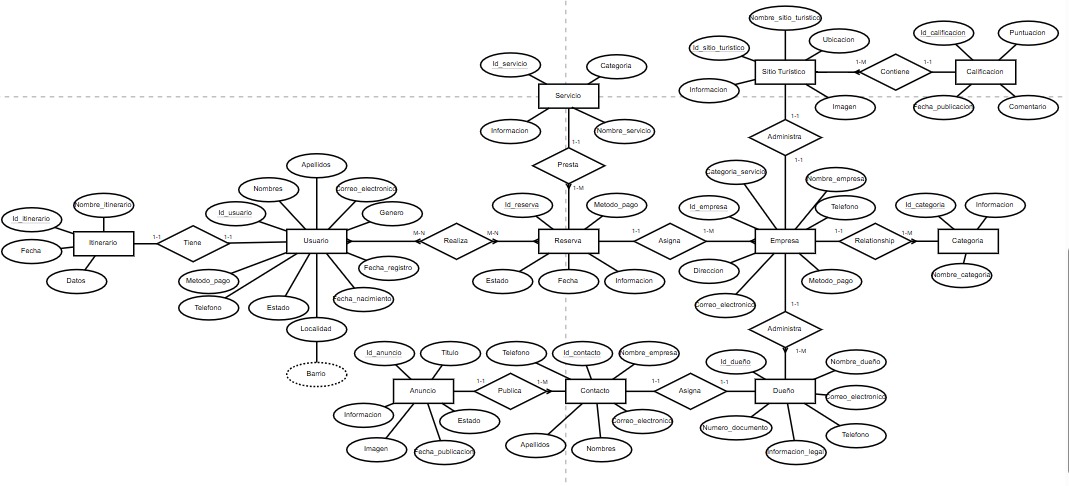 Nombre_sitio_turistico
Id_sitio_turistico
Ubicacion
Id_calificacion
Puntuacion
Sitio Turistico
1-M
Contiene
1-1
Calificacion
Informacion
Imagen
Fecha_publicacion
Comentario
Id_servicio
Categoria
Servicio
Informacion
Nombre_servicio
1-1
Presta
1-M
1-1
Administra
1-1
Apellidos
Nombres
Correo_electronico
Id_usuario
Genero
Nombre_itinerario
Id_itinerario
Itinerario
1-1
Tiene
1-1
Usuario
M-N
Realiza
M-N
Fecha
Datos
Metodo_pago
Telefono
Estado
Localidad
Barrio
Fecha_registro
Fecha_nacimiento
Id_reserva
Metodo_pago
Reserva
1-1
Asigna
1-M
Estado
Fecha
Informacion
Categoria_servicio
Nombre_empresa
Id_empresa
Telefono
Empresa
1-1
Relationship
1-M
Categoria
Id_categoria
Informacion
Nombre_categoria
Direccion
Correo_electronico
Metodo_pago
1-1
Administra
1-M
Id_anuncio
Titulo
Telefono
Id_contacto
Nombre_empresa
Anuncio
1-1
Publica
1-M
Contacto
1-1
Asigna
1-1
Dueño
Id_dueño
Nombre_dueño
Correo_electronico
Informacion
Estado
Imagen
Fecha_publicacion
Apellidos
Nombres
Correo_electronico
Numero_documento
Informacion_legal
Telefono